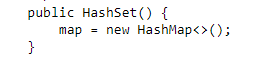 public HashSet() {
    map = new HashMap<>();
}